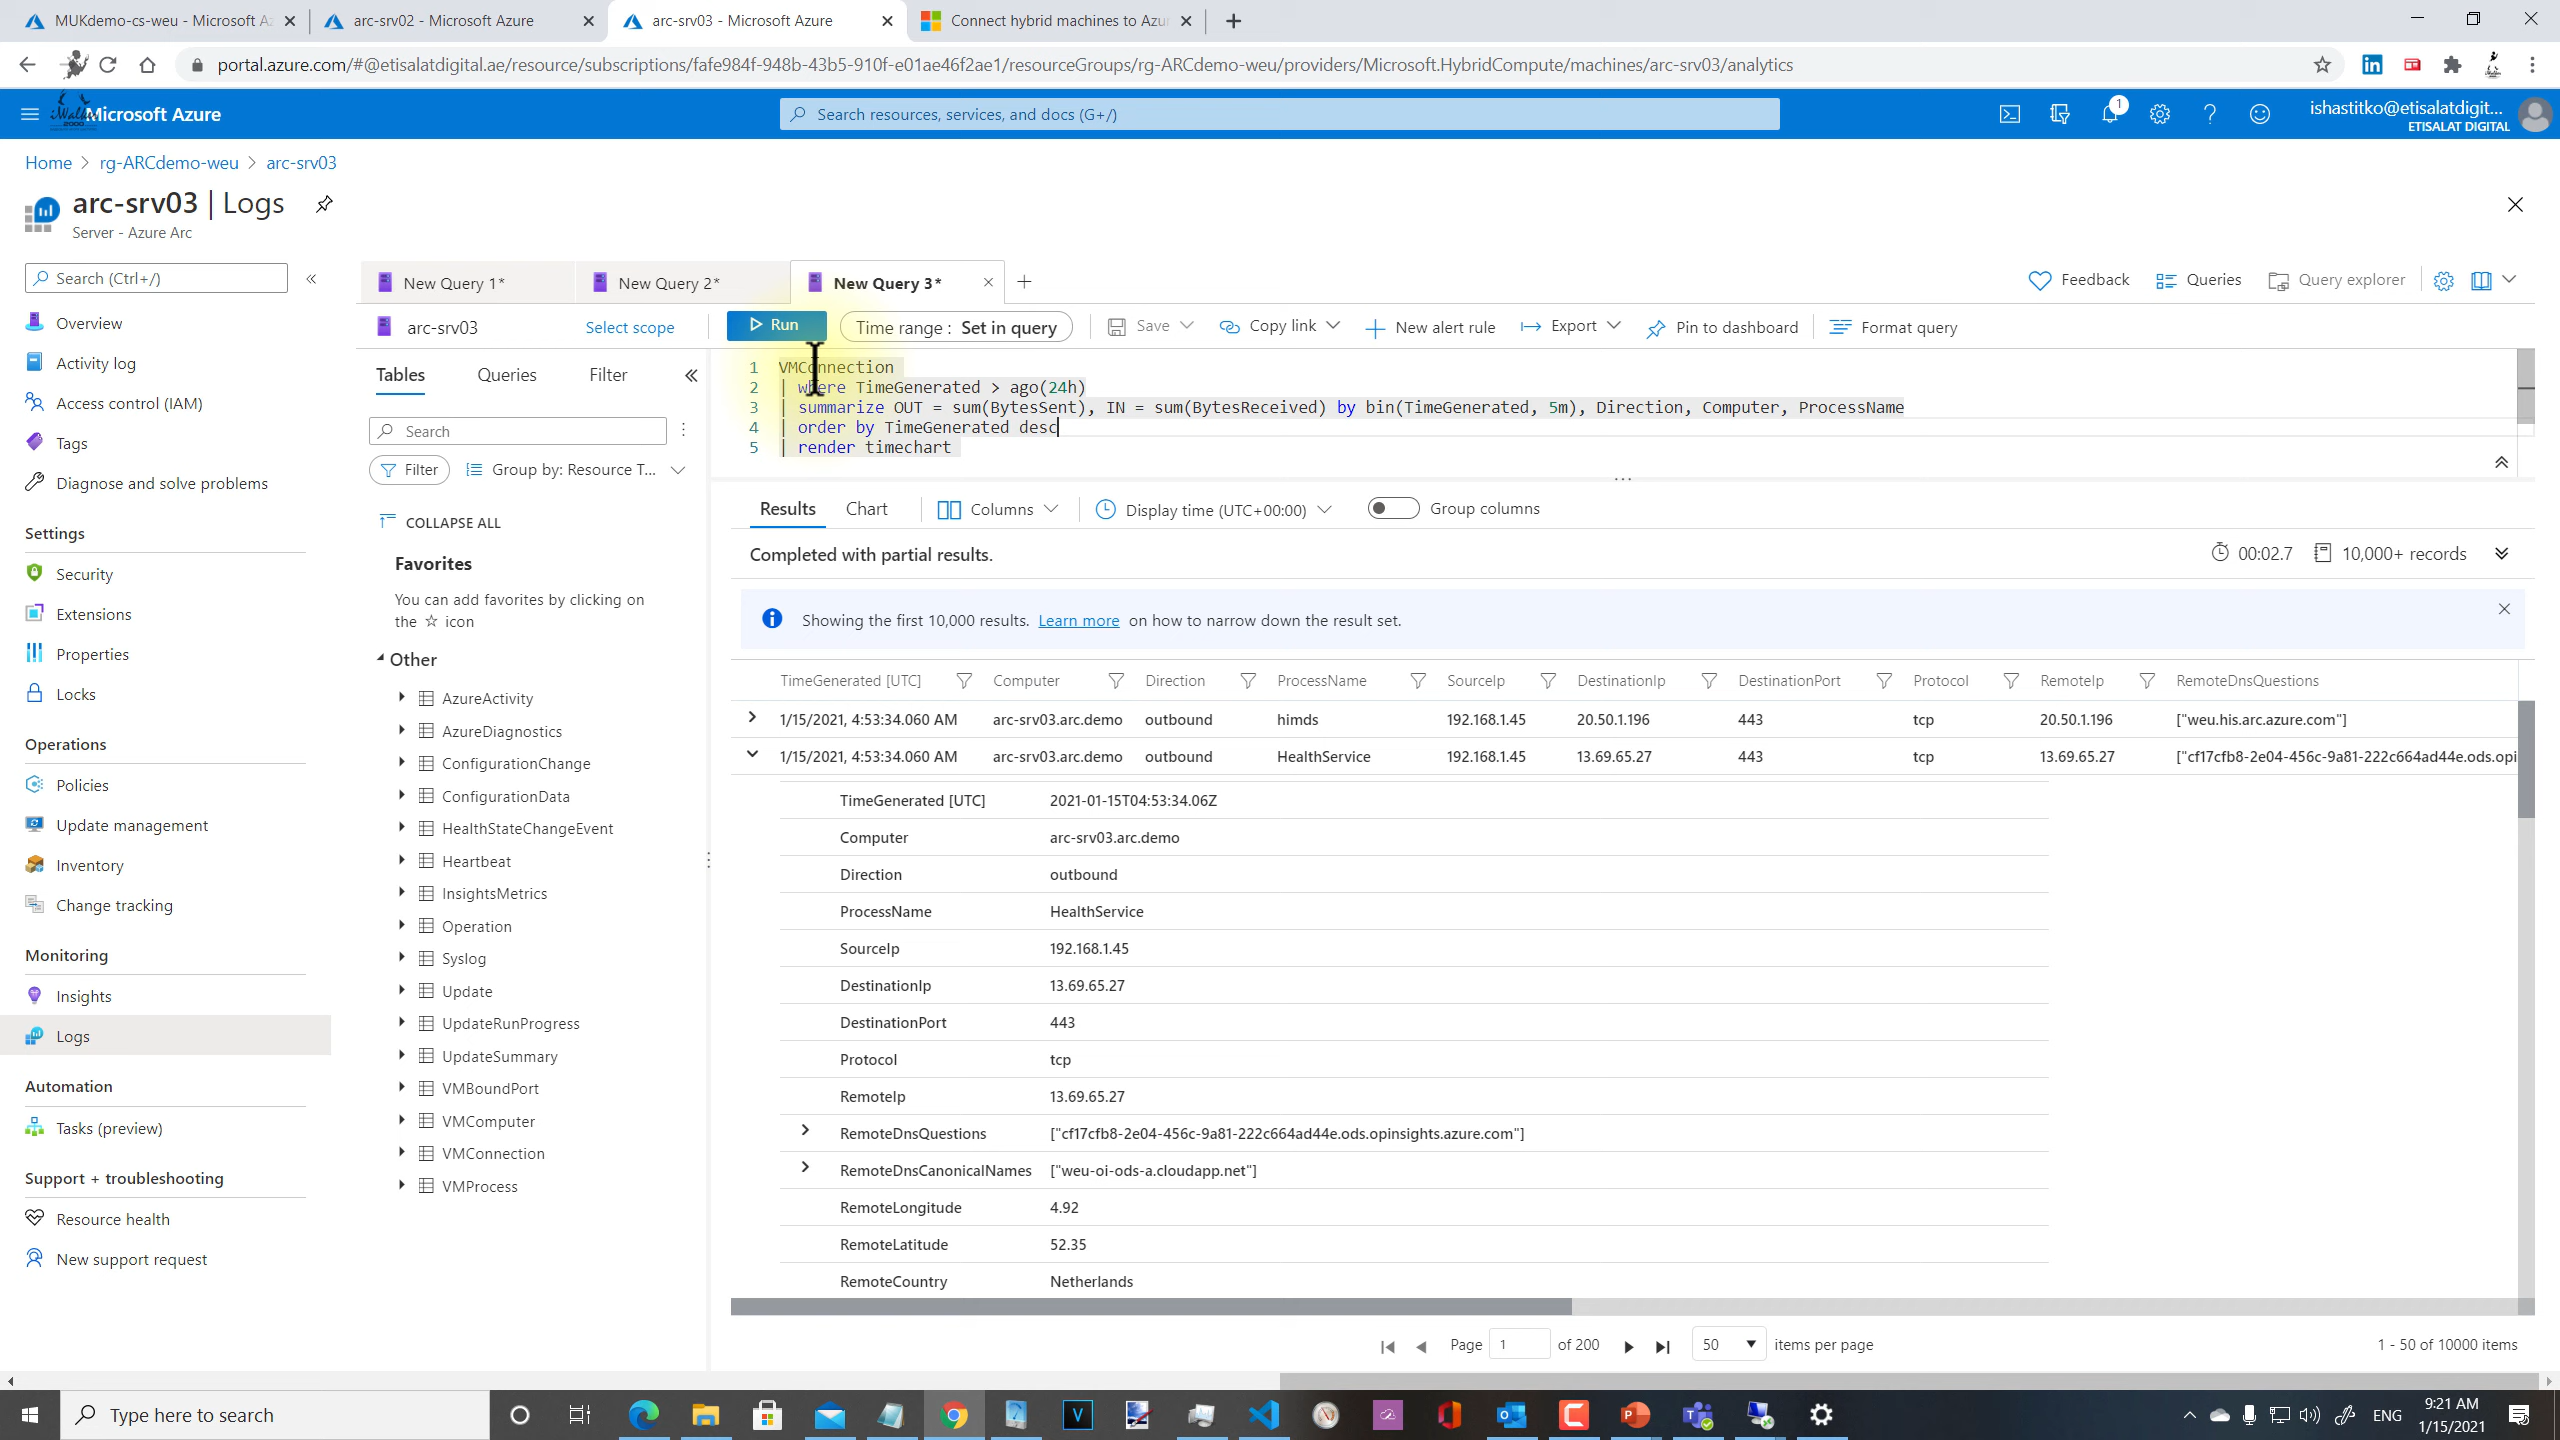 MUKdemo-cs-weu - Microsoft Az
arc-srv02 - Microsoft Azure
arc-srv03 - Microsoft Azure
Connect hybrid machines to Azu
portal.azure.com/#@etisalatdigital.ae/resource/subscriptions/fafe984f-948b-43b5-910f-e01ae46f2ae1/resourceGroups/rg-ARCdemo-weu/providers/Microsoft.HybridCompute/machines/arc-srv03/analytics
Microsoft Azure
Search resources, services, and docs (G+/)
1
ishastitko@etisalatdigit...
ETISALAT DIGITAL
Home > rg-ARCdemo-weu > arc-srv03
arc-srv03 | Logs
Server - Azure Arc
Search (Ctrl+/)
Overview
Activity log
Access control (IAM)
Tags
Diagnose and solve problems
Settings
Security
Extensions
Properties
Locks
Operations
Policies
Update management
Inventory
Change tracking
Monitoring
Insights
Logs
Automation
Tasks (preview)
Support + troubleshooting
Resource health
New support request
New Query 1*
New Query 2*
New Query 3*
Feedback
Queries
Query explorer
arc-srv03
Select scope
Run
Time range : Set in query
Save
Copy link
New alert rule
Export
Pin to dashboard
Format query
Tables
Queries
Filter
Search
Filter
Group by: Resource T...
COLLAPSE ALL
Favorites
You can add favorites by clicking on
the ☆ icon
Other
AzureActivity
AzureDiagnostics
ConfigurationChange
ConfigurationData
HealthStateChangeEvent
Heartbeat
InsightsMetrics
Operation
Syslog
Update
UpdateRunProgress
UpdateSummary
VMBoundPort
VMComputer
VMConnection
VMProcess
1 VMConnection
2 | where TimeGenerated > ago(24h)
3 | summarize OUT = sum(BytesSent), IN = sum(BytesReceived) by bin(TimeGenerated, 5m), Direction, Computer, ProcessName
4 | order by TimeGenerated desc
5 | render timechart
Results
Chart
Columns
Display time (UTC+00:00)
Group columns
Completed with partial results.
00:02.7
10,000+ records
Showing the first 10,000 results. Learn more on how to narrow down the result set.
TimeGenerated [UTC] Computer Direction ProcessName SourceIp DestinationIp DestinationPort Protocol RemoteIp RemoteDnsQuestions
1/15/2021, 4:53:34.060 AM arc-srv03.arc.demo outbound himds 192.168.1.45 20.50.1.196 443 tcp 20.50.1.196 ["weu.his.arc.azure.com"]
1/15/2021, 4:53:34.060 AM arc-srv03.arc.demo outbound HealthService 192.168.1.45 13.69.65.27 443 tcp 13.69.65.27 ["cf17cfb8-2e04-456c-9a81-222c664ad44e.ods.opi
TimeGenerated [UTC] 2021-01-15T04:53:34.06Z
Computer arc-srv03.arc.demo
Direction outbound
ProcessName HealthService
SourceIp 192.168.1.45
DestinationIp 13.69.65.27
DestinationPort 443
Protocol tcp
RemoteIp 13.69.65.27
RemoteDnsQuestions ["cf17cfb8-2e04-456c-9a81-222c664ad44e.ods.opinsights.azure.com"]
RemoteDnsCanonicalNames ["weu-oi-ods-a.cloudapp.net"]
RemoteLongitude 4.92
RemoteLatitude 52.35
RemoteCountry Netherlands
Page 1 of 200
50 items per page
1 - 50 of 10000 items
Type here to search
ENG
9:21 AM
1/15/2021